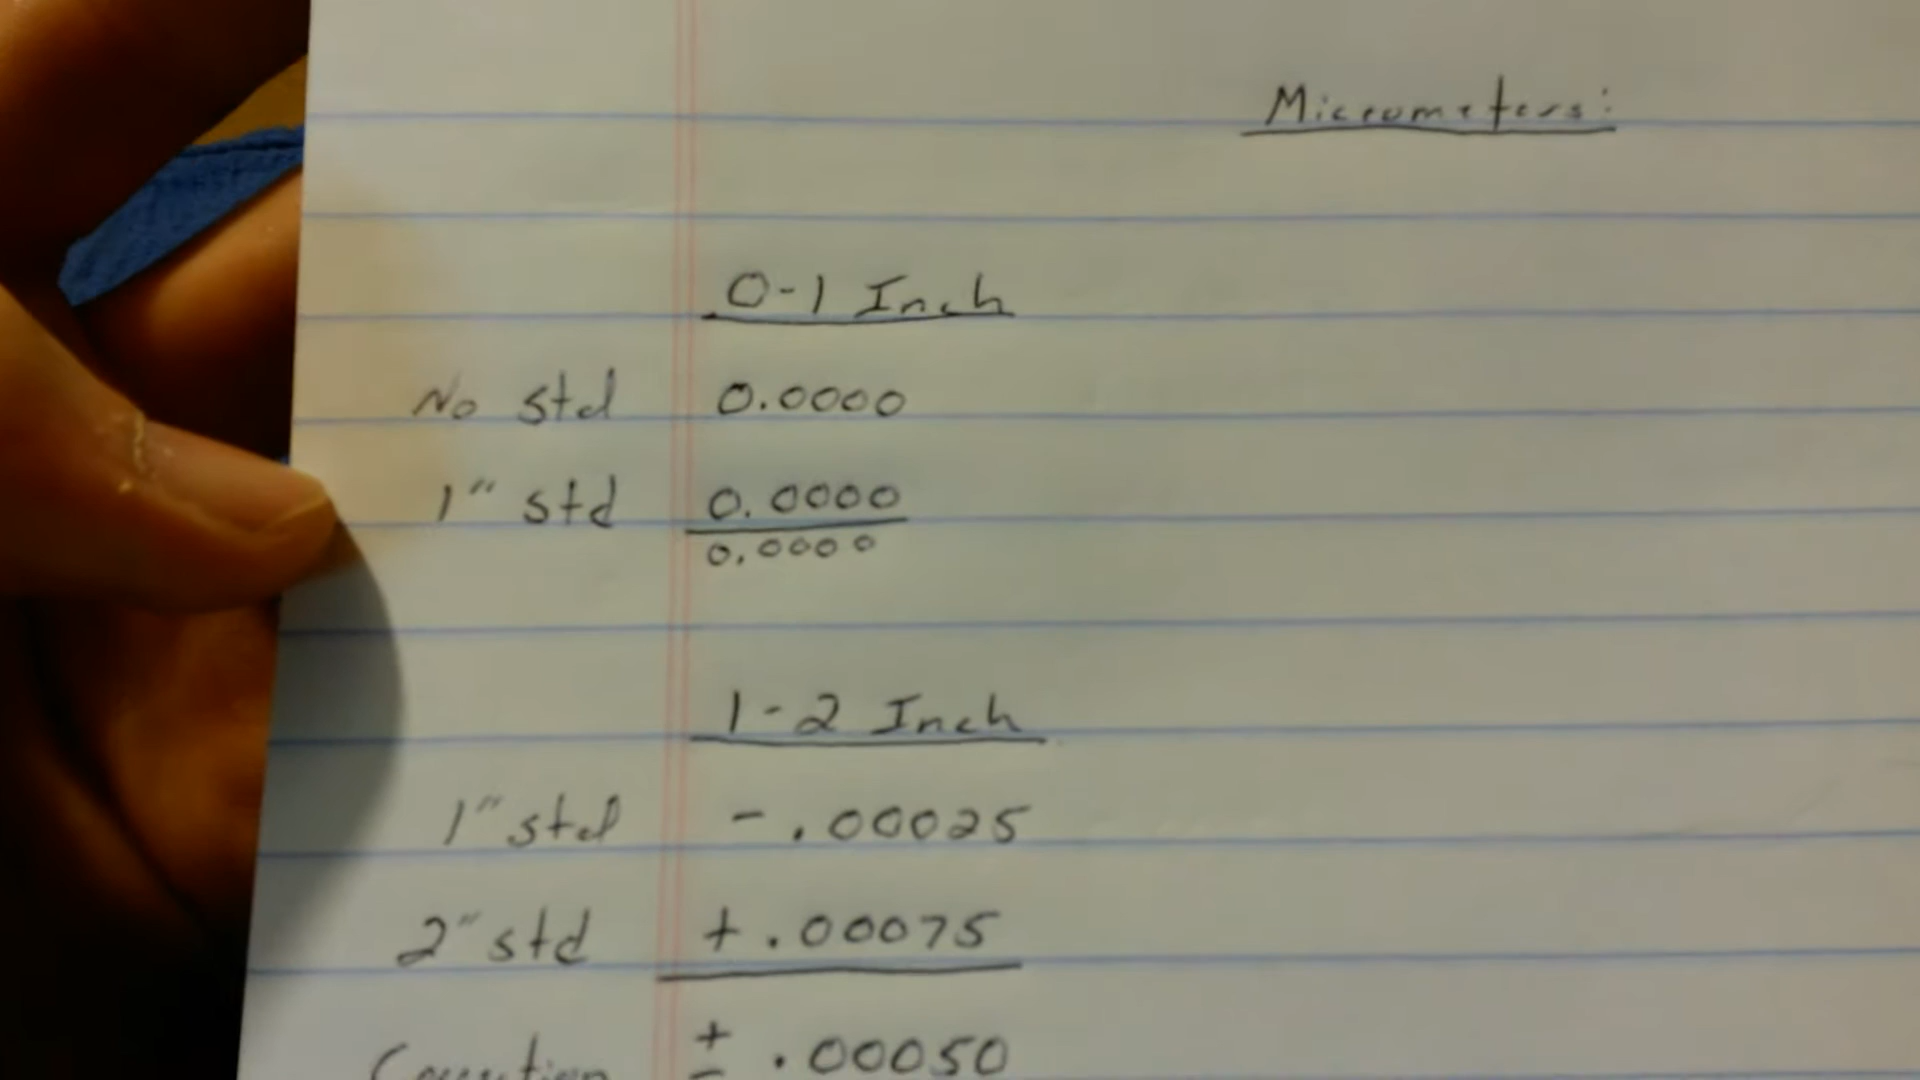 Micrometers:
0-1 Inch
No std 0.0000
1" std 0.0000
0.0000
1-2 Inch
1" std - .00025
2" std + .00075
Correction ± .00050